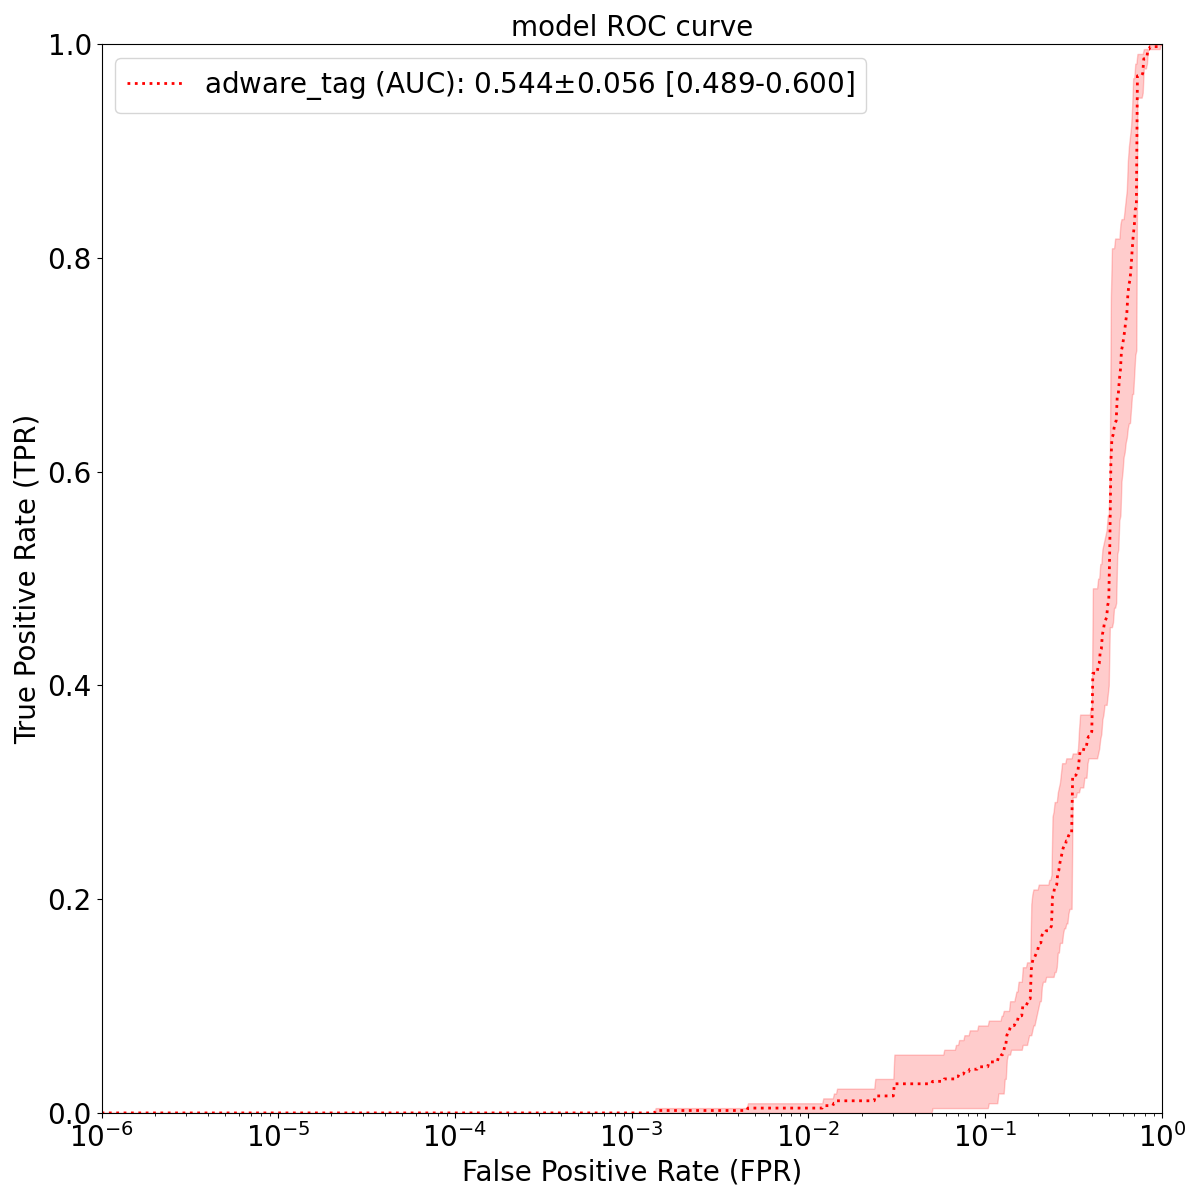 model ROC curve
adware_tag (AUC): 0.544±0.056 [0.489-0.600]
True Positive Rate (TPR)
1.0
0.8
0.6
0.4
0.2
0.0
10⁻⁶ 10⁻⁵ 10⁻⁴ 10⁻³ 10⁻² 10⁻¹ 10⁰
False Positive Rate (FPR)